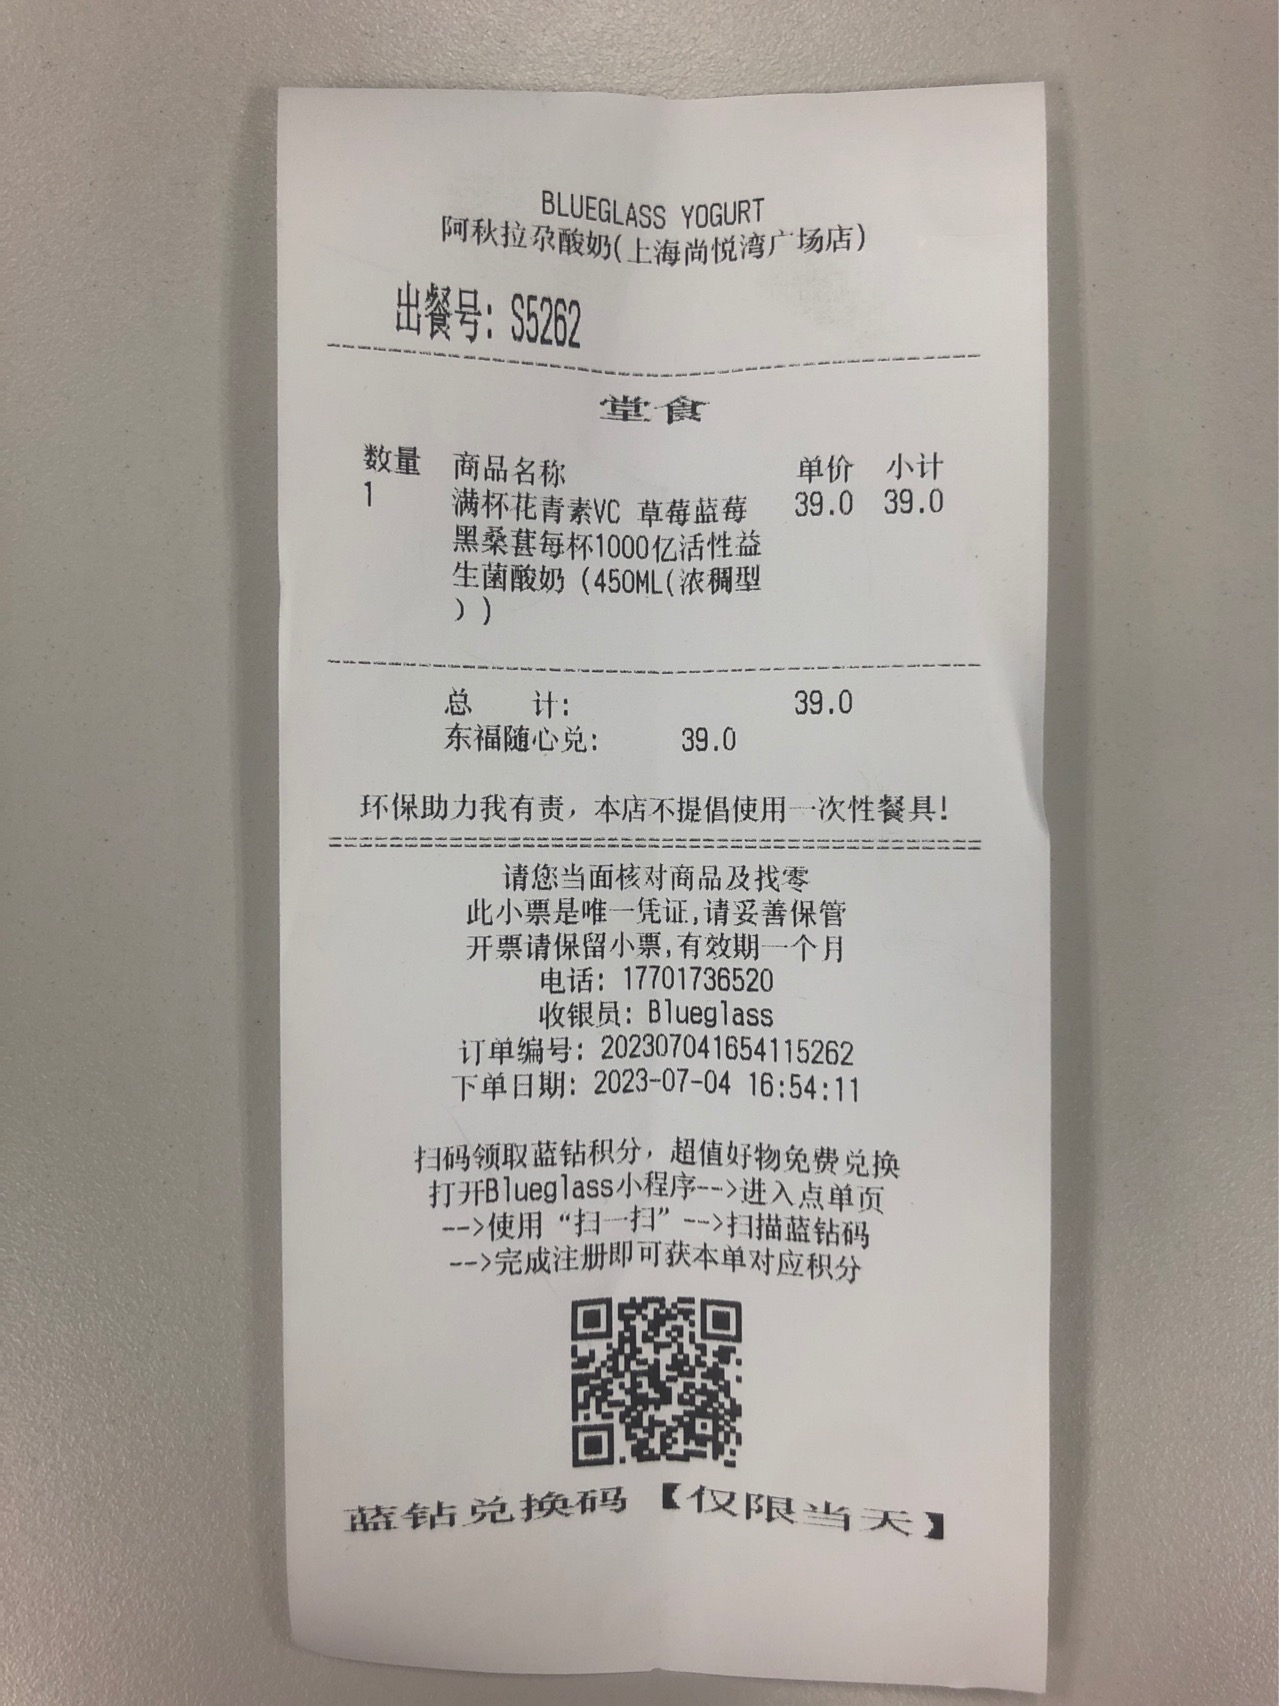 BLUEGLASS YOGURT
阿秋拉尕酸奶(上海尚悦湾广场店)
出餐号: S5262
堂食
数量 商品名称 单价 小计
1 满杯花青素VC 草莓蓝莓 39.0 39.0
黑桑葚每杯1000亿活性益
生菌酸奶 (450ML(浓稠型
))
总 计: 39.0
东福随心兑: 39.0
环保助力我有责，本店不提倡使用一次性餐具!
请您当面核对商品及找零
此小票是唯一凭证,请妥善保管
开票请保留小票,有效期一个月
电话: 17701736520
收银员: Blueglass
订单编号: 202307041654115262
下单日期: 2023-07-04 16:54:11
扫码领取蓝钻积分，超值好物免费兑换
打开Blueglass小程序-->进入点单页
-->使用“扫一扫”-->扫描蓝钻码
-->完成注册即可获本单对应积分
蓝钻兑换码【仅限当天】